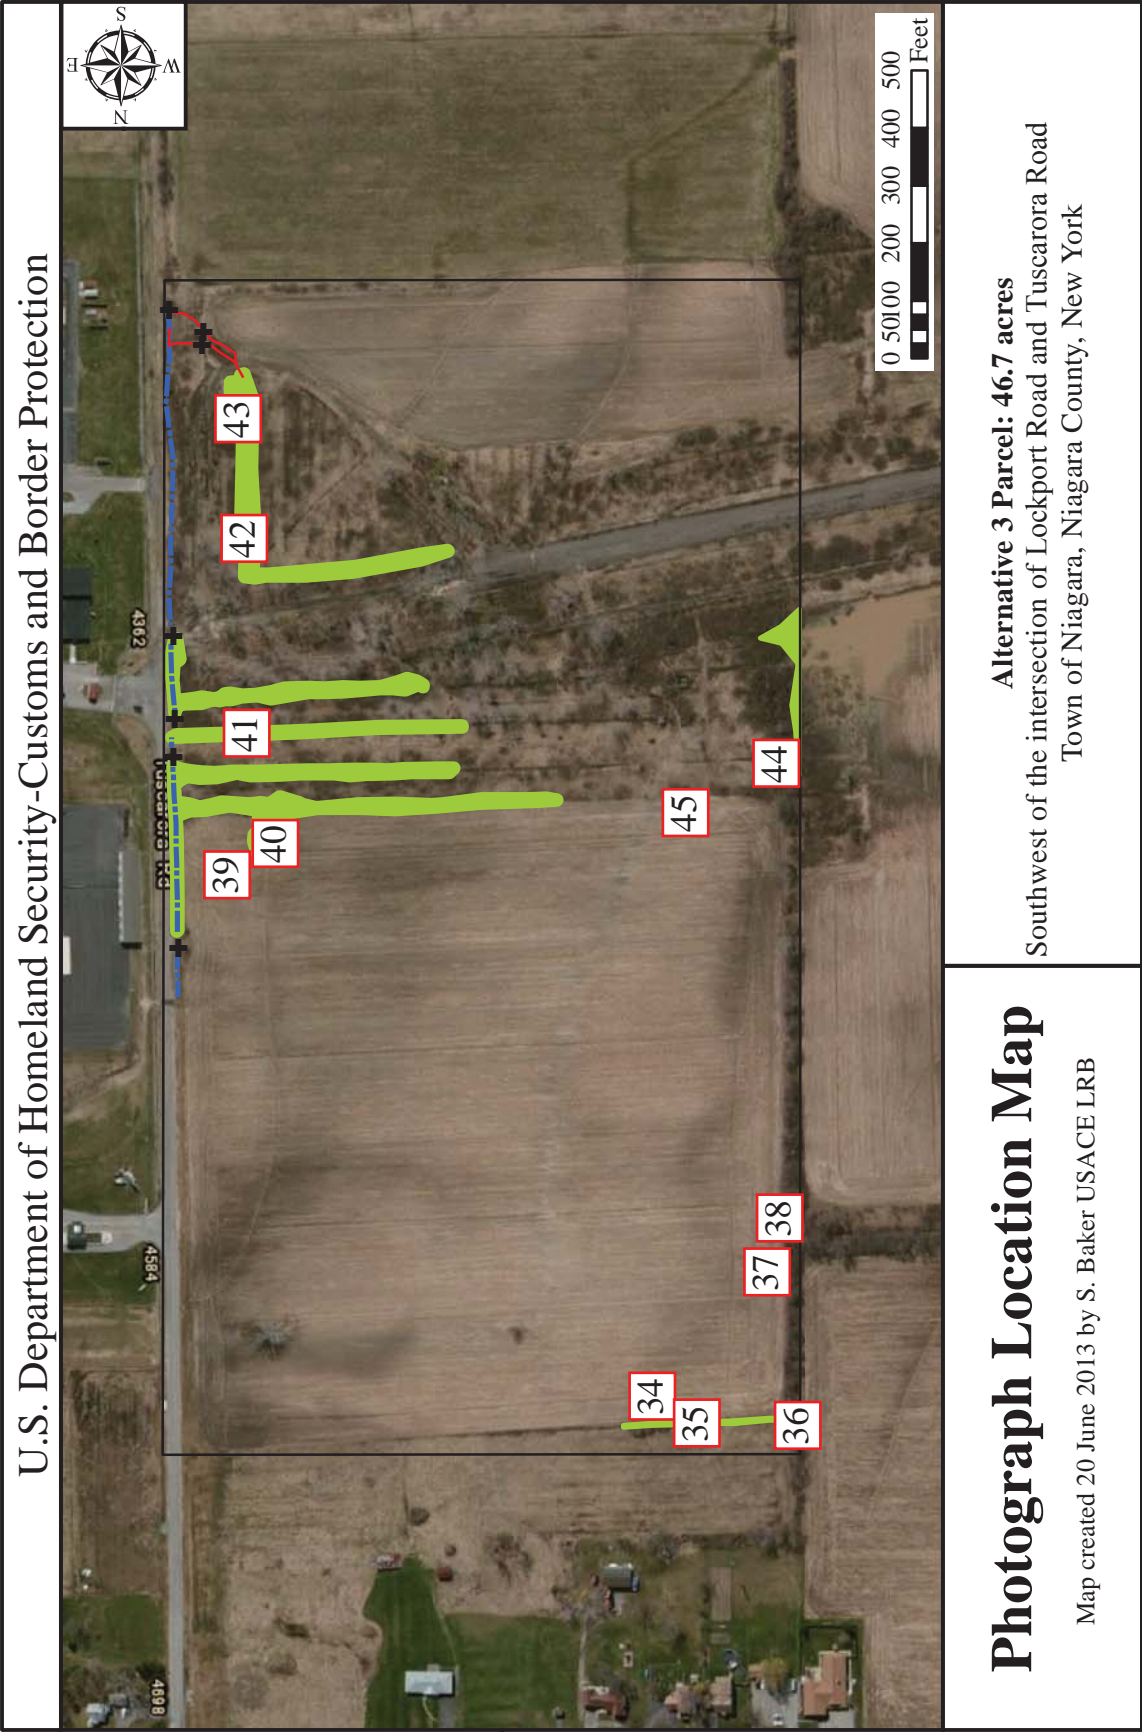 U.S. Department of Homeland Security-Customs and Border Protection
S
E
W
N
4362
Tuscarora Rd
4584
4698
34
35
36
37
38
39
40
41
42
43
44
45
0 50 100 200 300 400 500
Feet
Photograph Location Map
Map created 20 June 2013 by S. Baker USACE LRB
Alternative 3 Parcel: 46.7 acres
Southwest of the intersection of Lockport Road and Tuscarora Road
Town of Niagara, Niagara County, New York